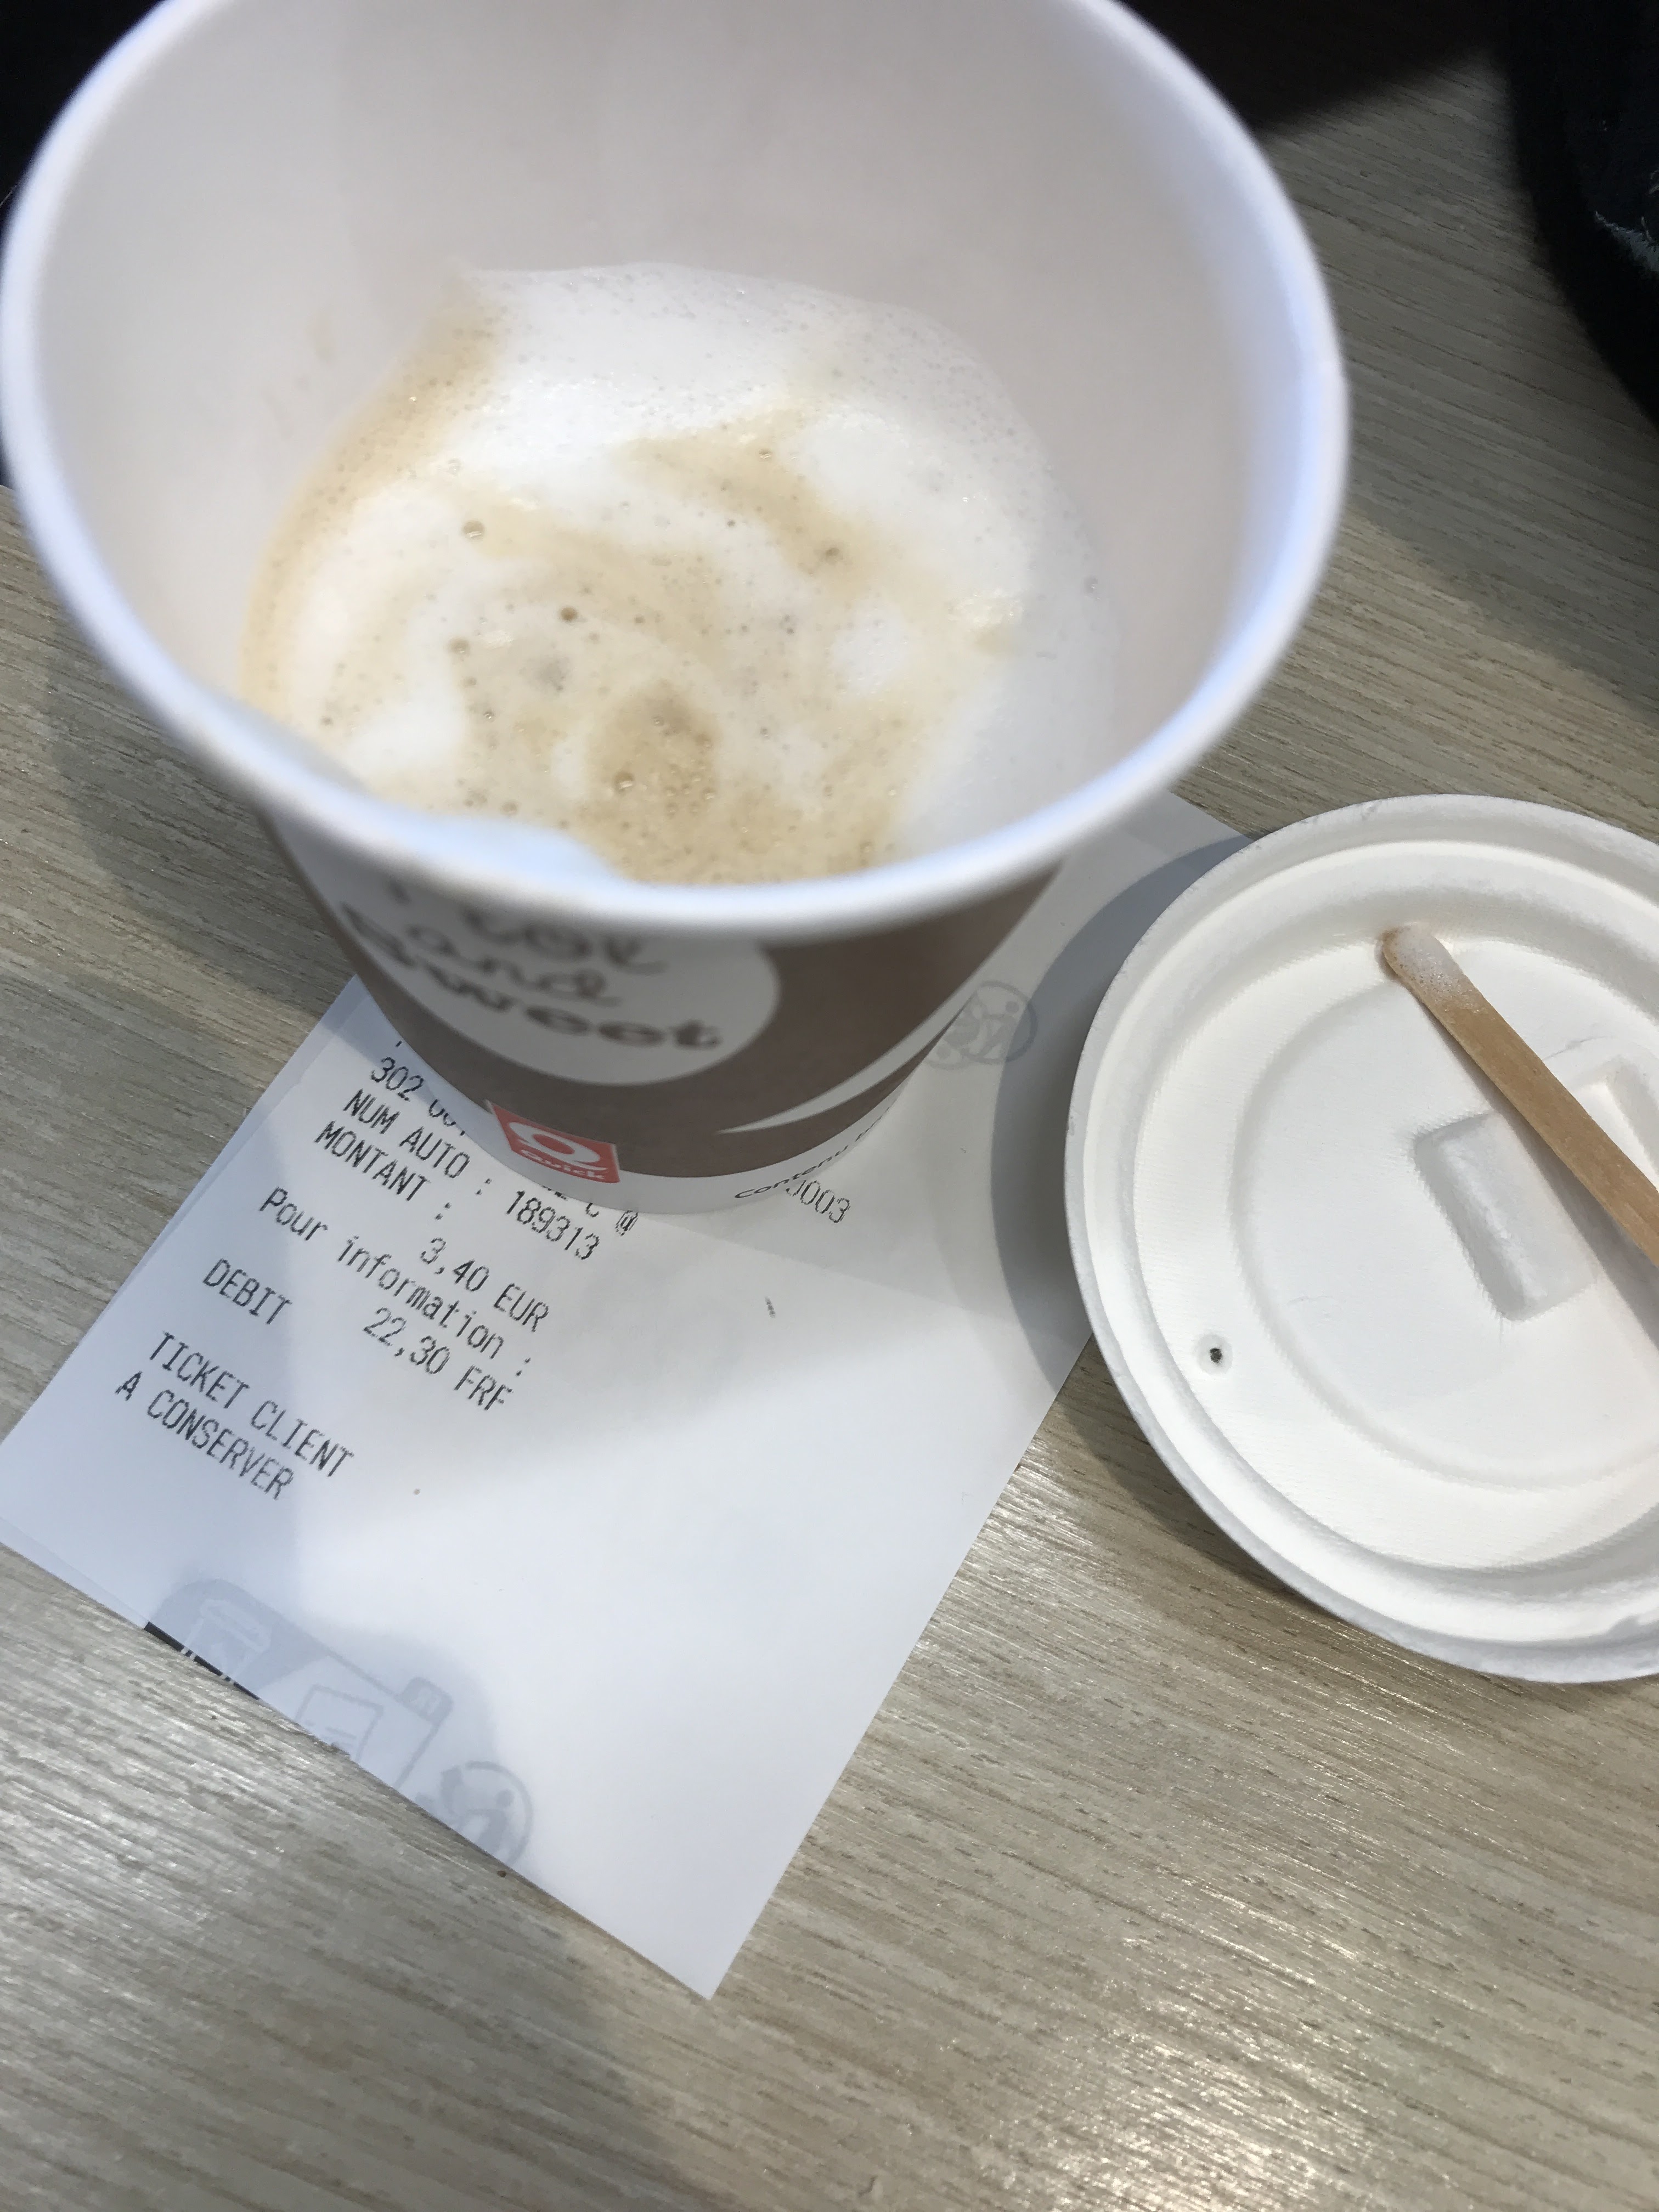 Hot
and
Sweet
Quick
302
NUM AUTO : 189313
MONTANT :
3,40 EUR
Pour information :
22,30 FRF
DEBIT
TICKET CLIENT
A CONSERVER